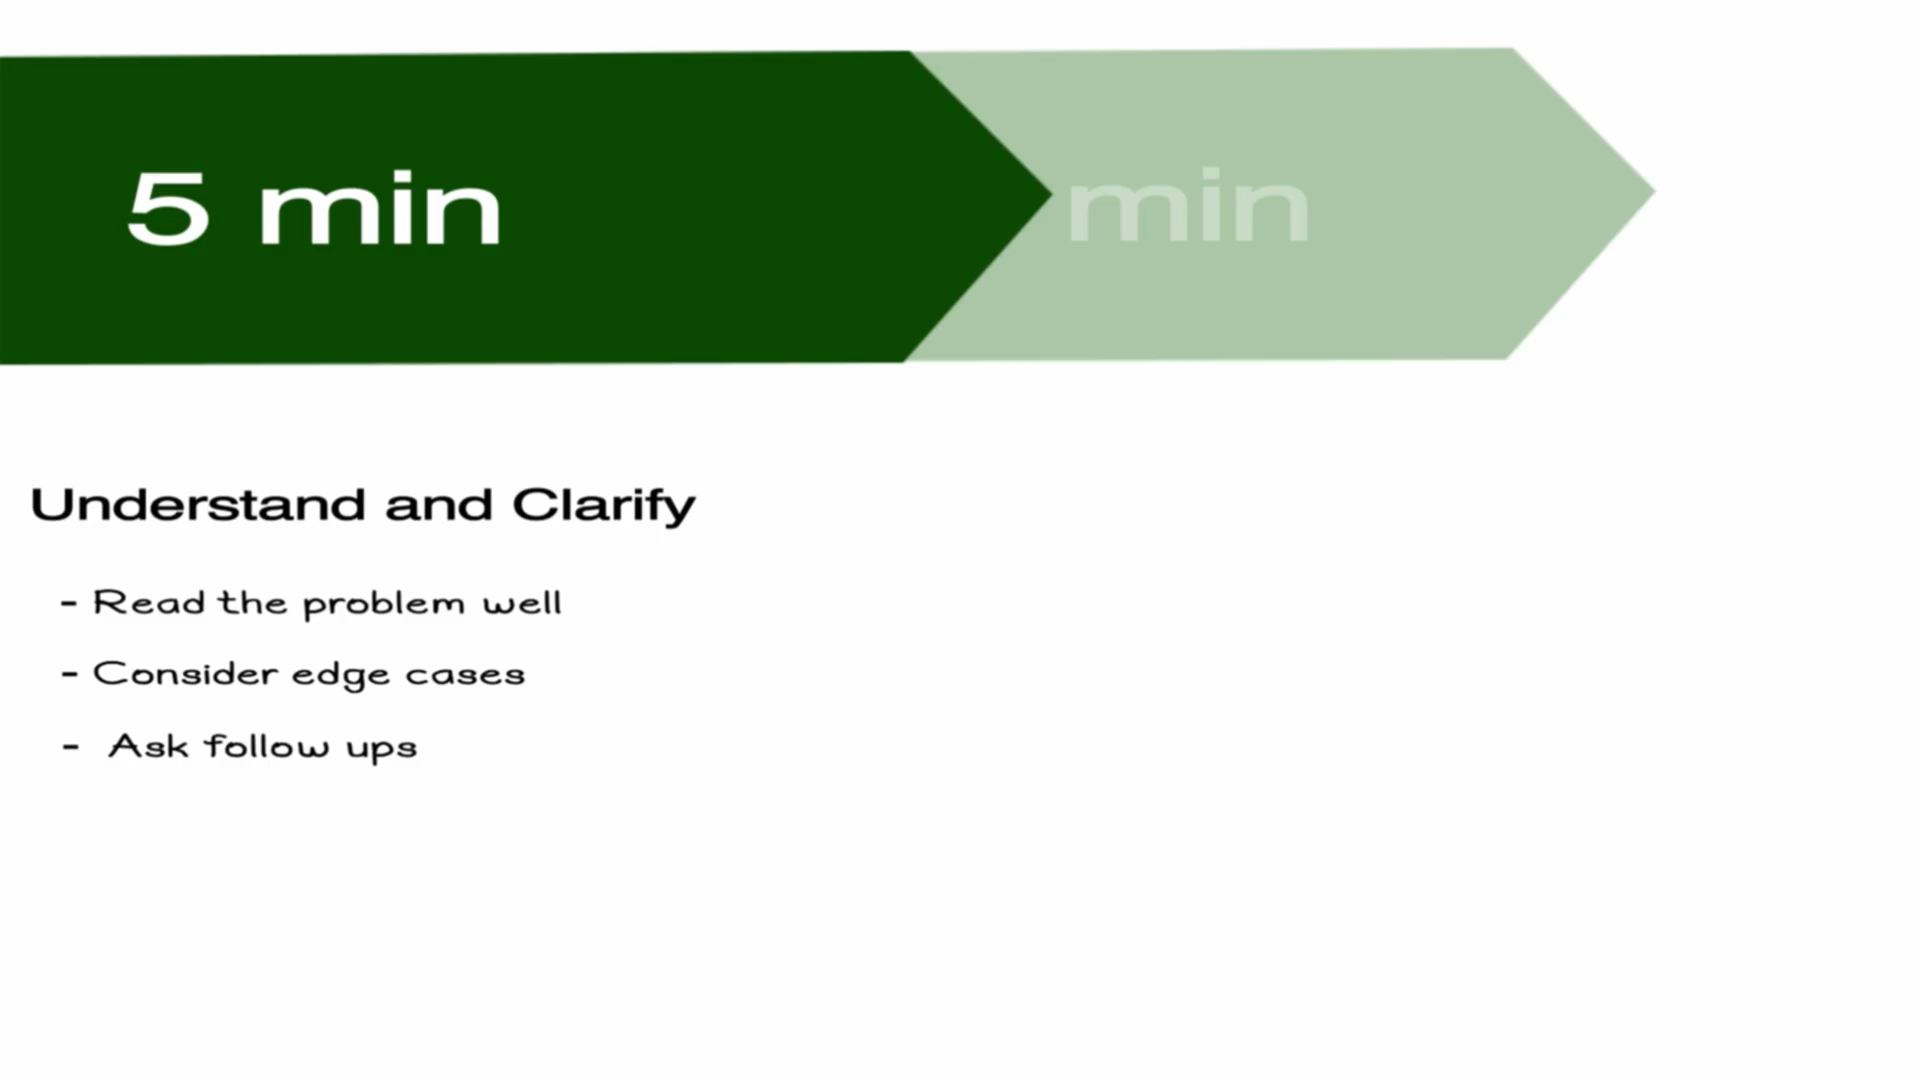 5 min
min
Understand and Clarify
- Read the problem well
- Consider edge cases
- Ask follow ups